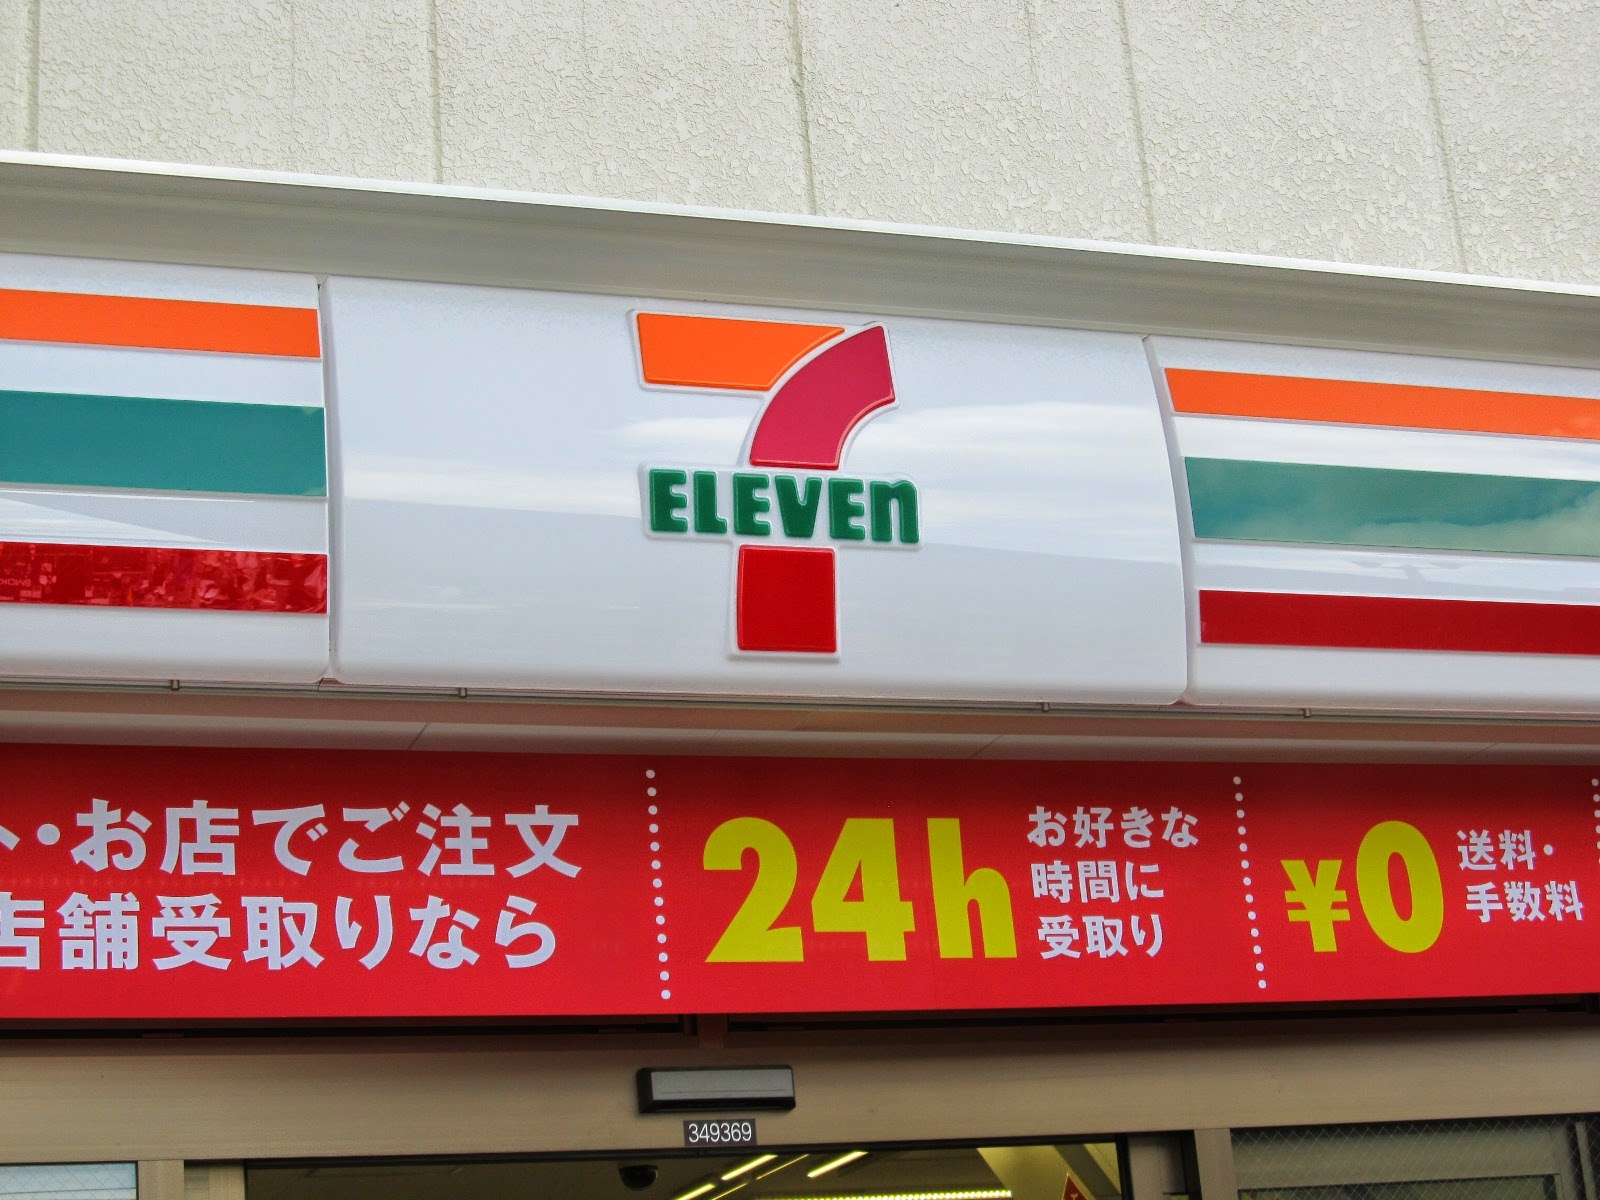 7
ELEVEn
・お店でご注文
店舗受取りなら
24h
お好きな
時間に
受取り
¥0
送料・
手数料
349369